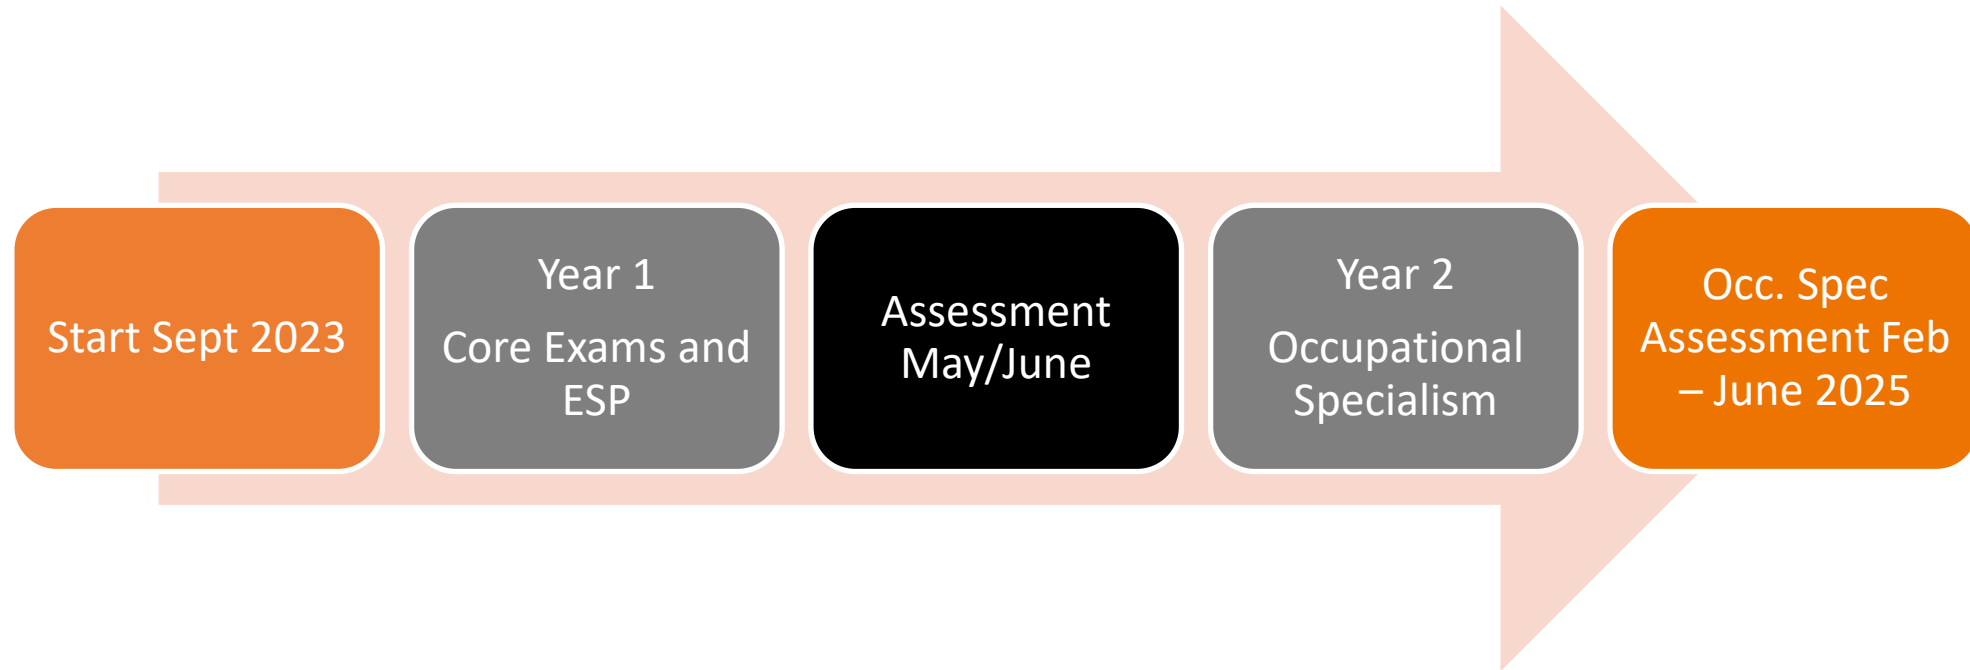 Start Sept 2023
Year 1
Core Exams and
ESP
Assessment
May/June
Year 2
Occupational
Specialism
Occ. Spec
Assessment Feb
– June 2025